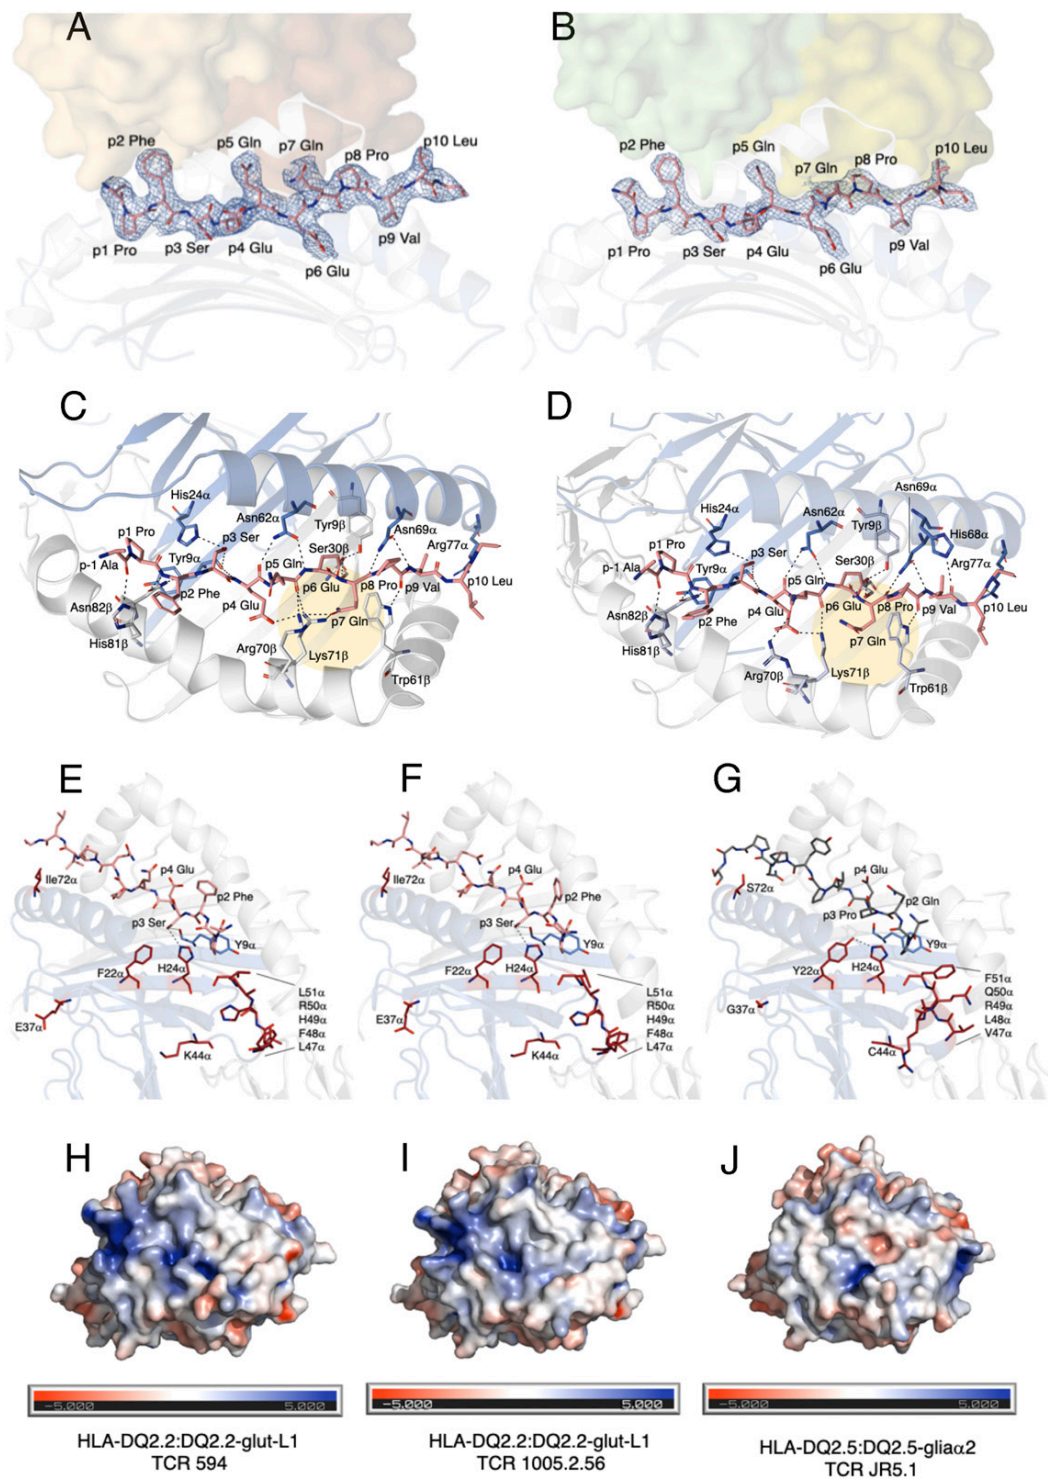 A
B
p2 Phe
p5 Gln
p7 Gln
p8 Pro
p10 Leu
p1 Pro
p3 Ser
p4 Glu
p6 Glu
p9 Val
p2 Phe
p5 Gln
p7 Gln
p8 Pro
p10 Leu
p1 Pro
p3 Ser
p4 Glu
p6 Glu
p9 Val
C
D
His24α
Asn62α
Tyr9β
Asn69α
p1 Pro
p3 Ser
Ser30β
Arg77α
p-1 Ala
Tyr9α
p5 Gln
p8 Pro
p10 Leu
p2 Phe
p6 Glu
p9 Val
Asn82β
p4 Glu
p7 Gln
His81β
Arg70β
Lys71β
Trp61β
Asn69α
His24α
Asn62α
Tyr9β
His68α
p1 Pro
p3 Ser
Ser30β
Arg77α
p-1 Ala
Tyr9α
p5 Gln
p10 Leu
Asn82β
p4 Glu
p6 Glu
p8 Pro
p9 Val
p2 Phe
p7 Gln
His81β
Arg70β
Lys71β
Trp61β
E
F
G
Ile72α
p4 Glu
p2 Phe
p3 Ser
Y9α
F22α
H24α
E37α
K44α
L51α
R50α
H49α
F48α
L47α
Ile72α
p4 Glu
p2 Phe
p3 Ser
Y9α
F22α
H24α
E37α
K44α
L51α
R50α
H49α
F48α
L47α
S72α
p4 Glu
p2 Gln
p3 Pro
Y9α
Y22α
H24α
G37α
C44α
F51α
Q50α
R49α
L48α
V47α
H
I
J
-5.000 5.000
-5.000 5.000
-5.000 5.000
HLA-DQ2.2:DQ2.2-glut-L1
TCR 594
HLA-DQ2.2:DQ2.2-glut-L1
TCR 1005.2.56
HLA-DQ2.5:DQ2.5-gliaα2
TCR JR5.1